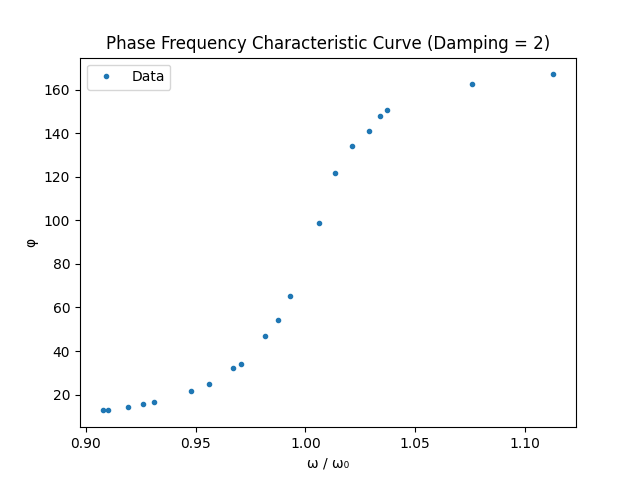 Phase Frequency Characteristic Curve (Damping = 2)
Data
160
140
120
100
80
60
40
20
φ
0.90 0.95 1.00 1.05 1.10
ω / ω₀